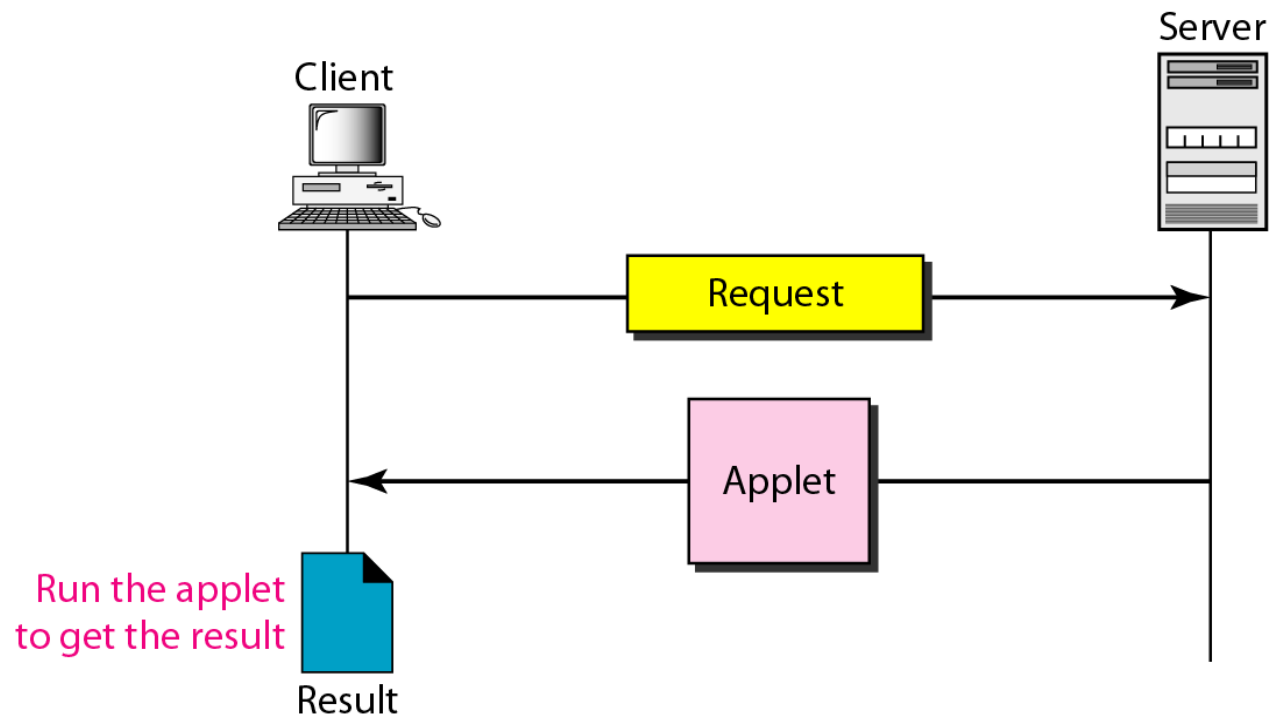 Server
Client
Request
Applet
Run the applet
to get the result
Result